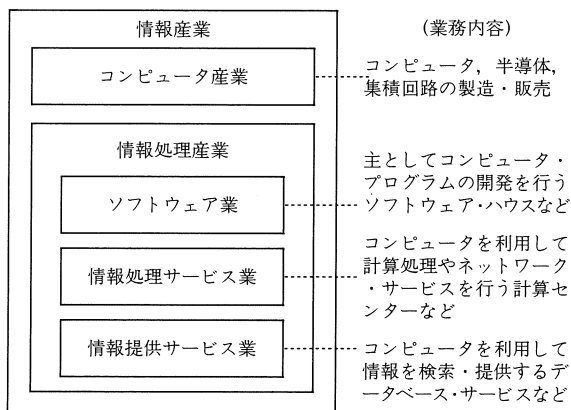 情報産業
(業務内容)
コンピュータ産業
コンピュータ，半導体，
集積回路の製造・販売
情報処理産業
ソフトウェア業
主としてコンピュータ・
プログラムの開発を行う
ソフトウェア・ハウスなど
情報処理サービス業
コンピュータを利用して
計算処理やネットワーク
・サービスを行う計算セ
ンターなど
情報提供サービス業
コンピュータを利用して
情報を検索・提供するデ
ータベース・サービスなど